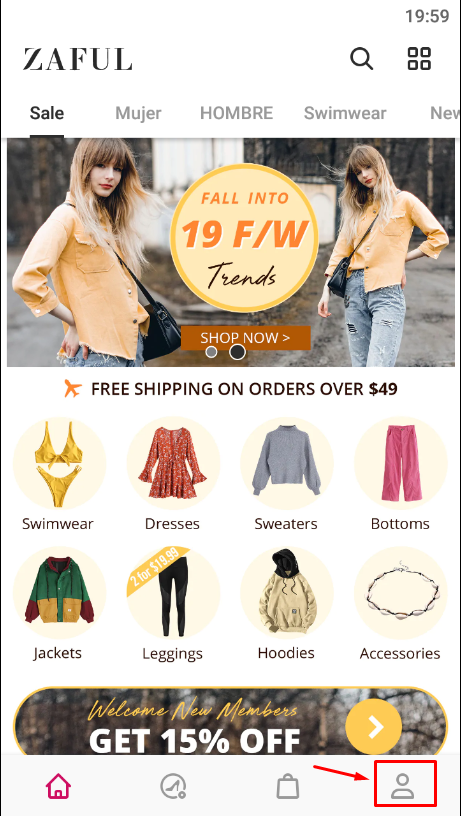 19:59
ZAFUL
Sale Mujer HOMBRE Swimwear New
FALL INTO
19 F/W
Trends
SHOP NOW >
FREE SHIPPING ON ORDERS OVER $49
Swimwear Dresses Sweaters Bottoms
2 for $19.99
Jackets Leggings Hoodies Accessories
Welcome New Members
GET 15% OFF